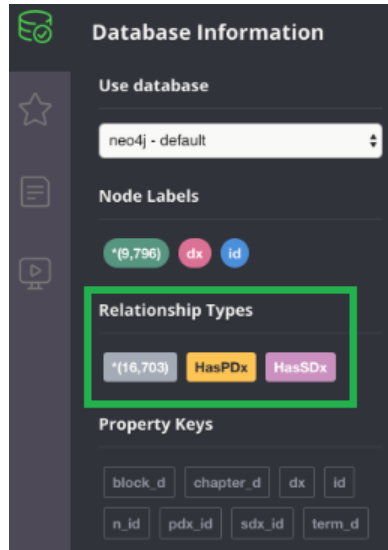 Database Information
Use database
neo4j - default
Node Labels
*(9,796) dx id
Relationship Types
*(16,703) HasPDx HasSDx
Property Keys
block_d chapter_d dx id
n_id pdx_id sdx_id term_d